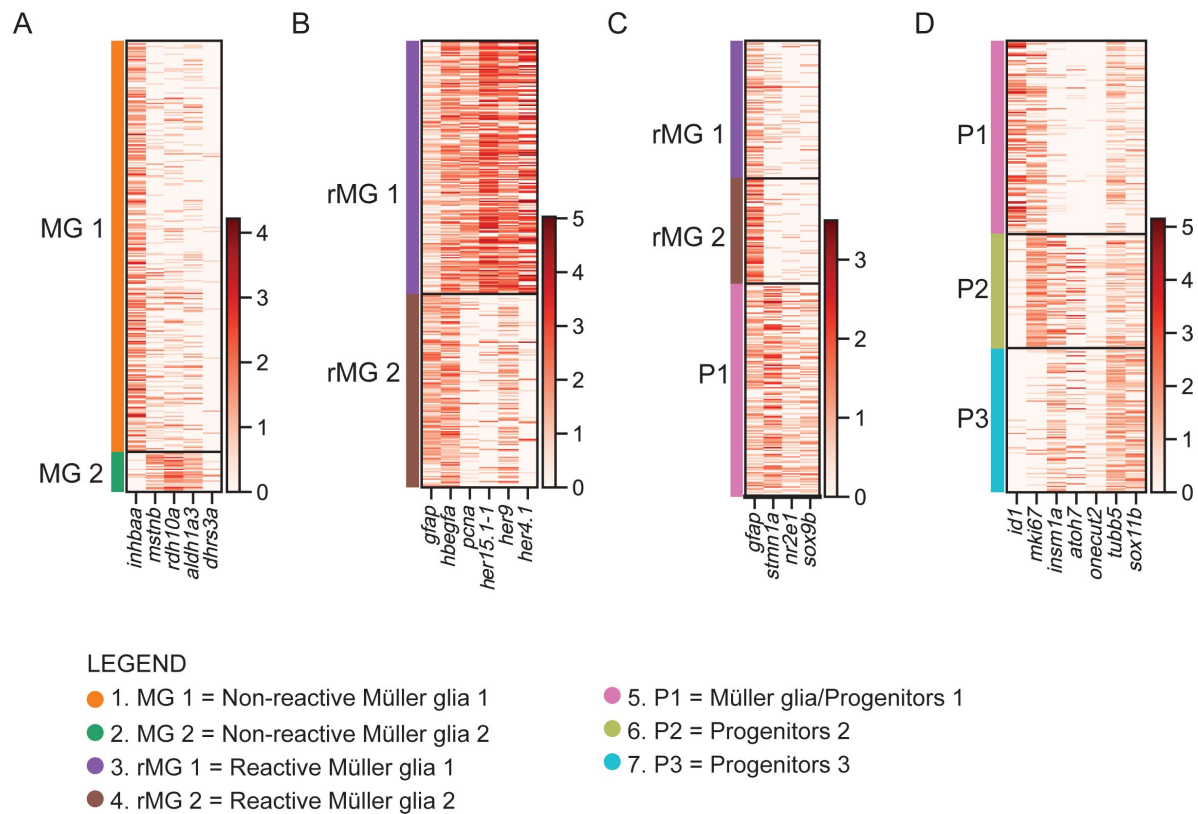 A
B
C
D
MG 1
MG 2
4
3
2
1
0
inhbaa
mstnb
rdh10a
aldh1a3
dhrs3a
rMG 1
rMG 2
5
4
3
2
1
0
gfap
hbegfa
pcna
her15.1-1
her9
her4.1
rMG 1
rMG 2
P1
3
2
1
0
gfap
stmn1a
nr2e1
sox9b
P1
P2
P3
5
4
3
2
1
0
id1
mki67
insm1a
atoh7
onecut2
tubb5
sox11b
LEGEND
1. MG 1 = Non-reactive Müller glia 1
2. MG 2 = Non-reactive Müller glia 2
3. rMG 1 = Reactive Müller glia 1
4. rMG 2 = Reactive Müller glia 2
5. P1 = Müller glia/Progenitors 1
6. P2 = Progenitors 2
7. P3 = Progenitors 3